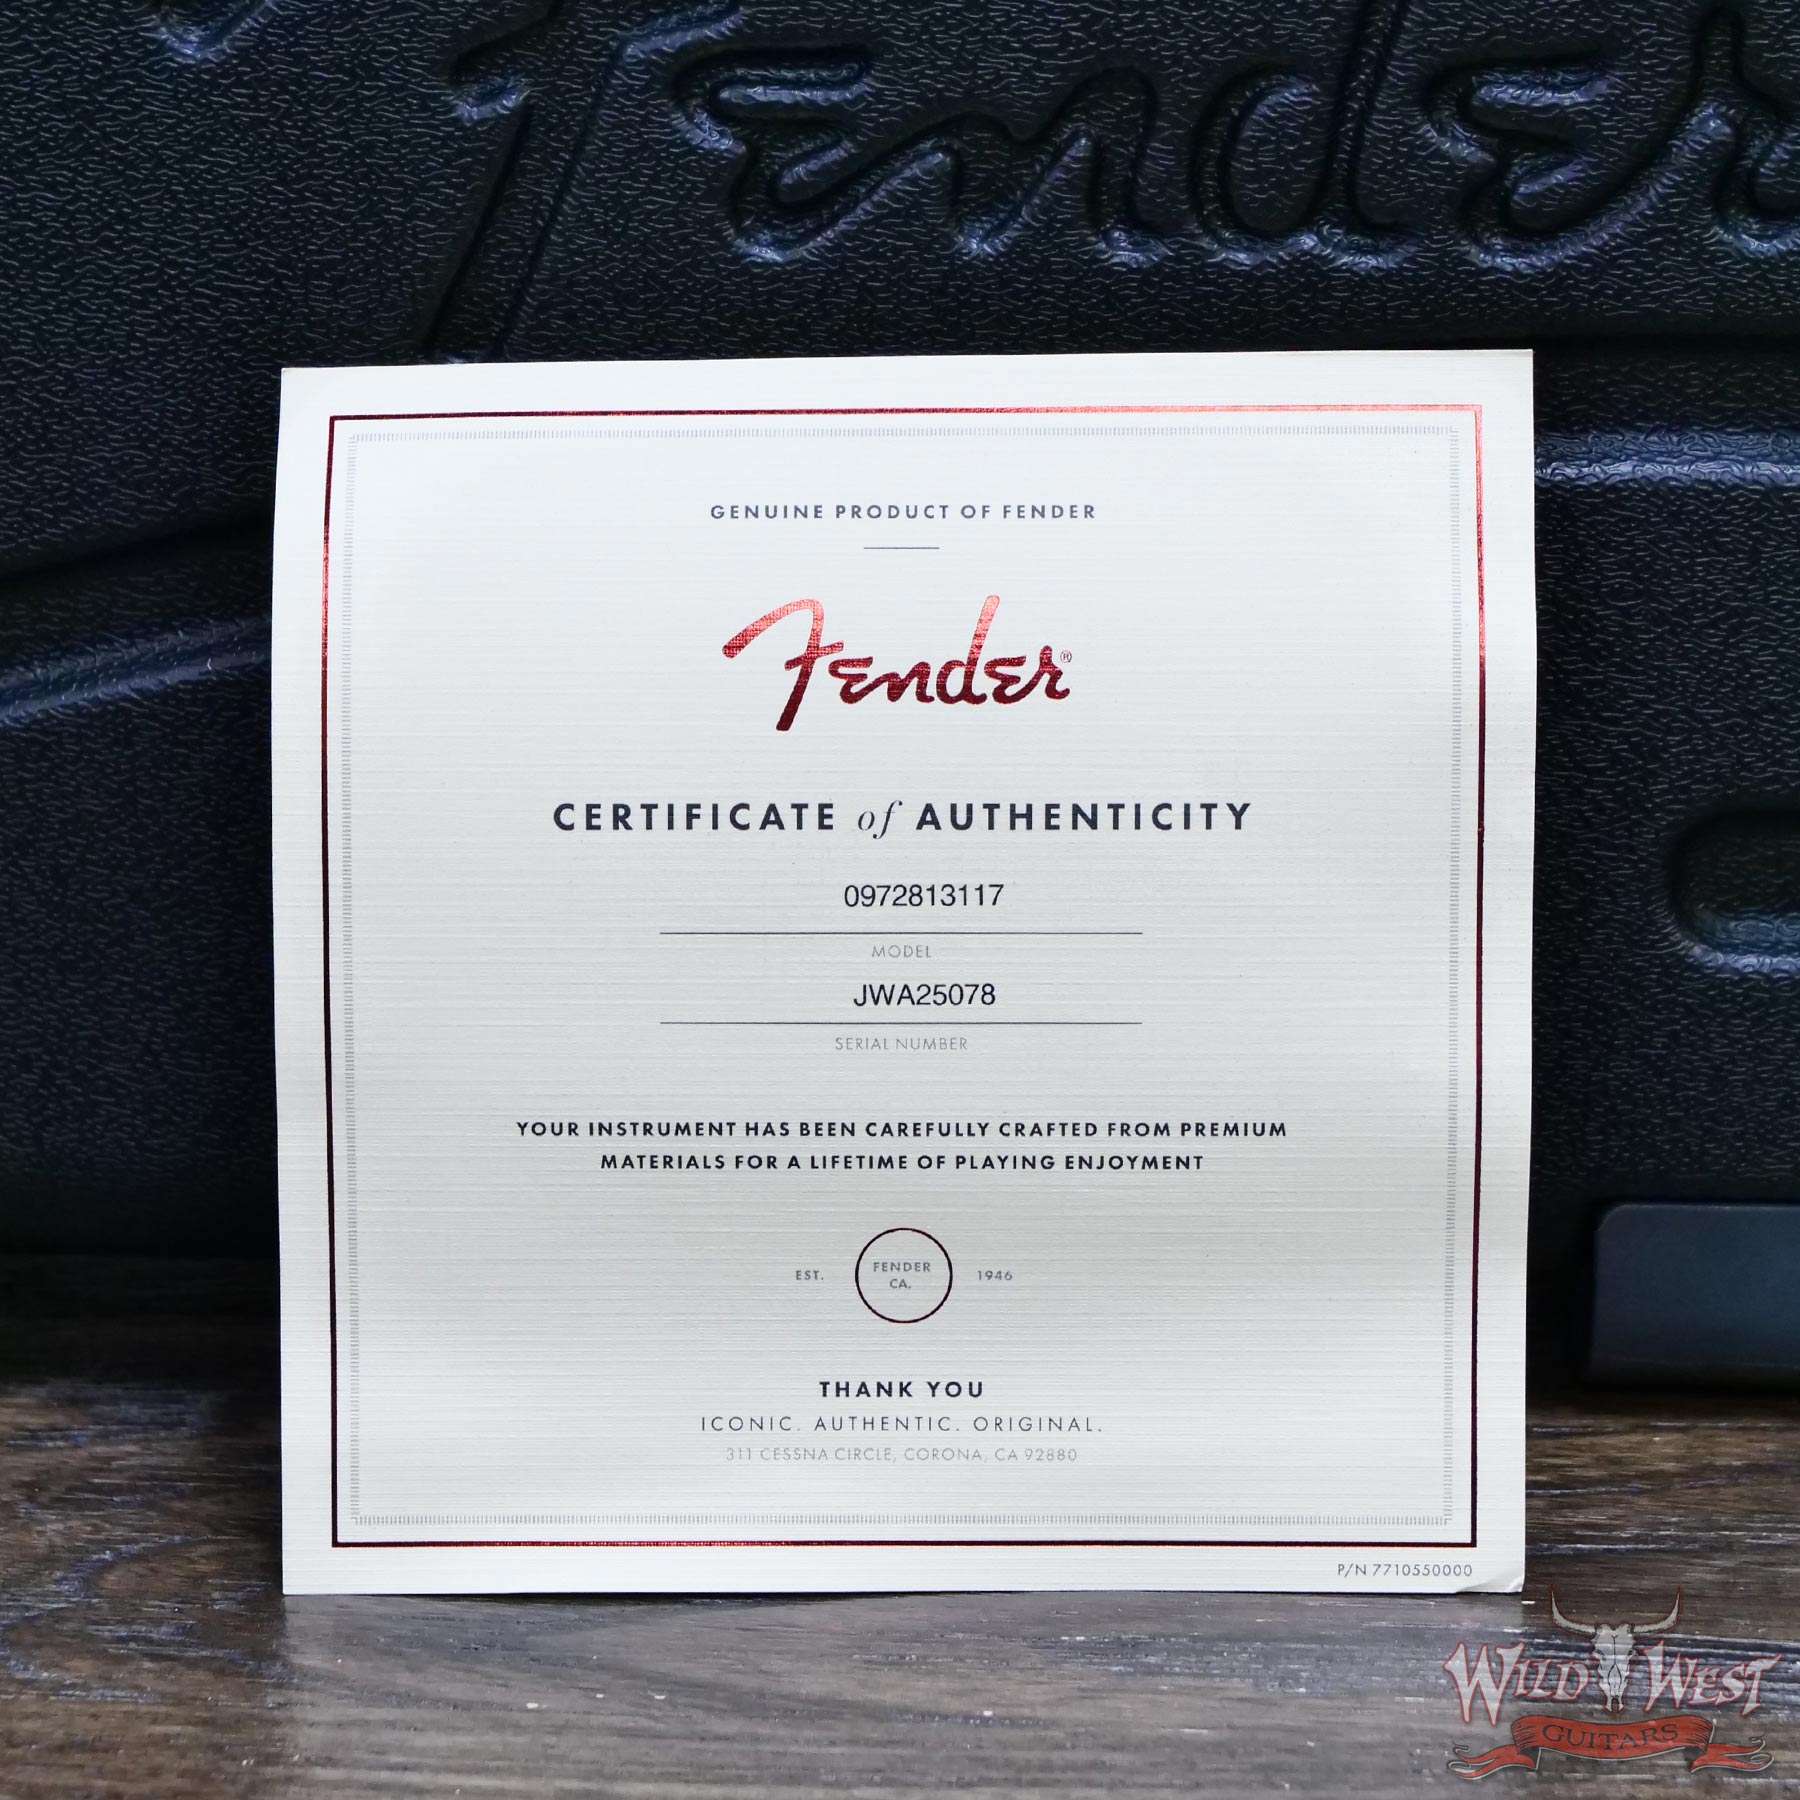 Fender
GENUINE PRODUCT OF FENDER
Fender®
CERTIFICATE of AUTHENTICITY
0972813117
MODEL
JWA25078
SERIAL NUMBER
YOUR INSTRUMENT HAS BEEN CAREFULLY CRAFTED FROM PREMIUM
MATERIALS FOR A LIFETIME OF PLAYING ENJOYMENT
EST. FENDER CA. 1946
THANK YOU
ICONIC. AUTHENTIC. ORIGINAL.
311 CESSNA CIRCLE, CORONA, CA 92880
P/N 7710550000
WILD WEST
GUITARS